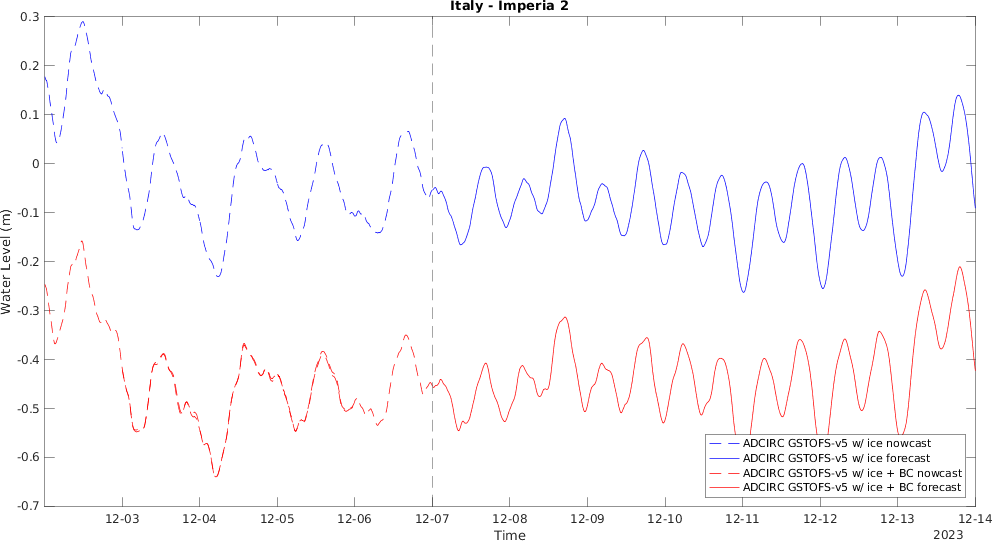 Italy - Imperia 2
0.3
0.2
0.1
0
-0.1
-0.2
-0.3
-0.4
-0.5
-0.6
-0.7
Water Level (m)
ADCIRC GSTOFS-v5 w/ ice nowcast
ADCIRC GSTOFS-v5 w/ ice forecast
ADCIRC GSTOFS-v5 w/ ice + BC nowcast
ADCIRC GSTOFS-v5 w/ ice + BC forecast
12-03 12-04 12-05 12-06 12-07 12-08 12-09 12-10 12-11 12-12 12-13 12-14
Time
2023